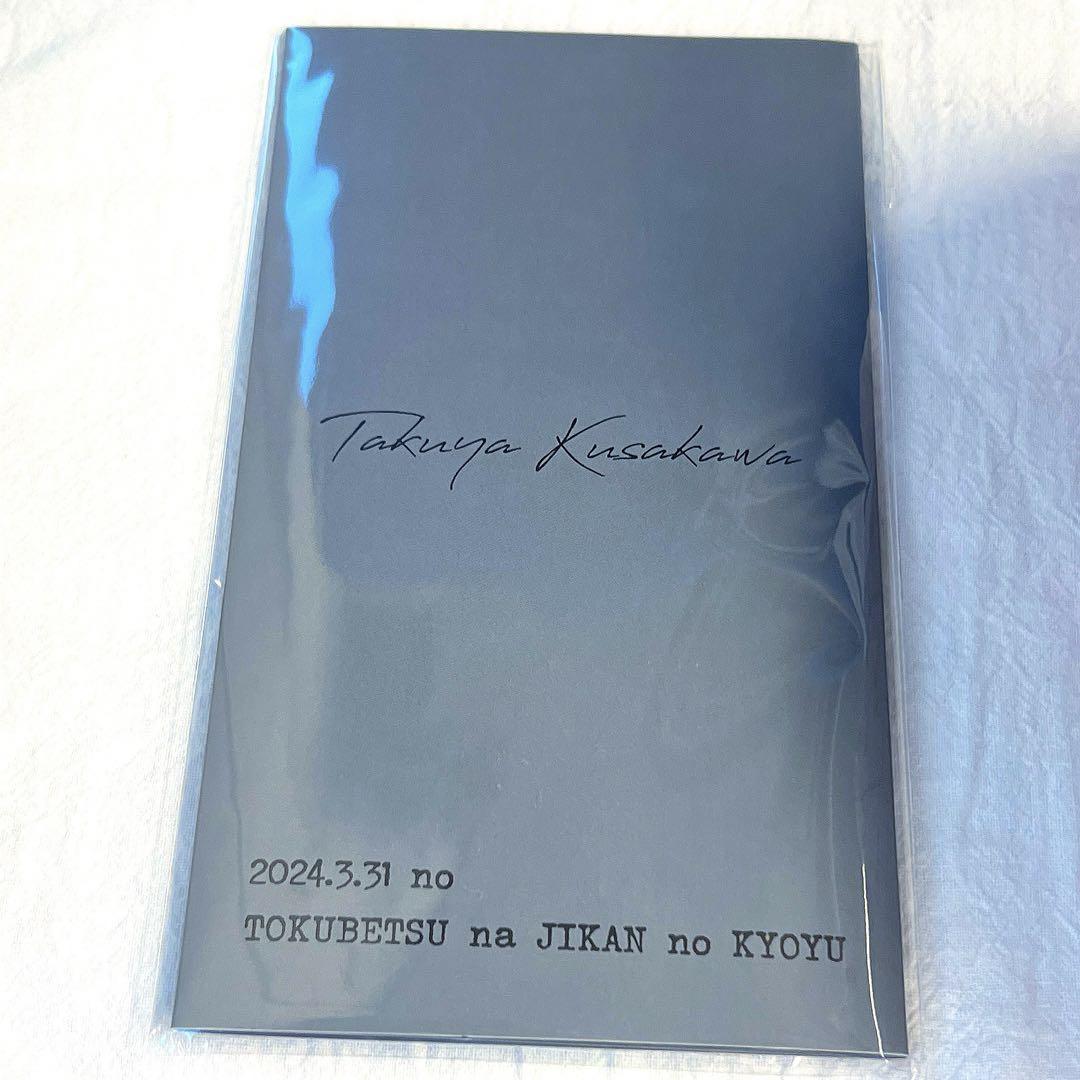 Takuya Kusakawa
2024.3.31 no
TOKUBETSU na JIKAN no KYOYU